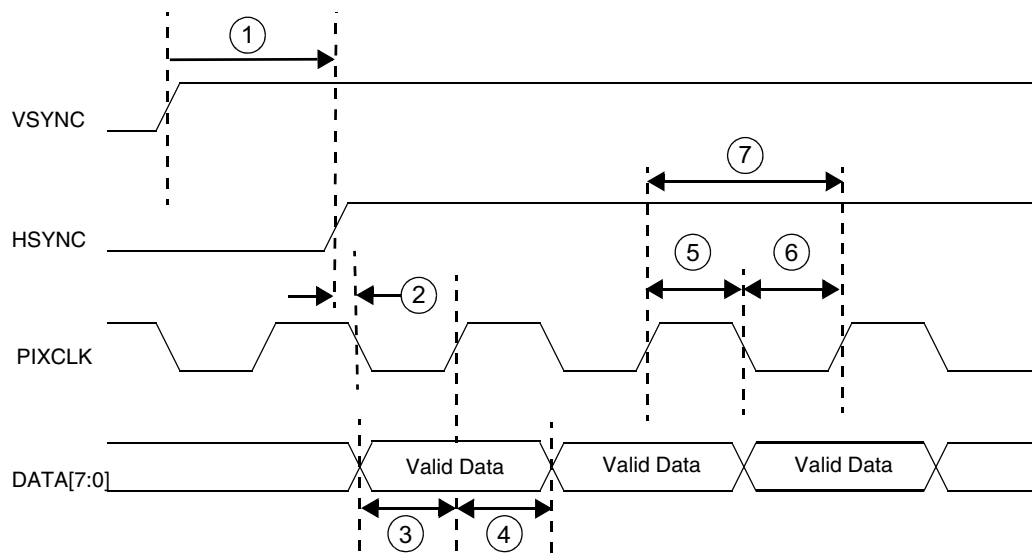 1
VSYNC
7
HSYNC
5
6
2
PIXCLK
Valid Data
Valid Data
Valid Data
DATA[7:0]
3
4